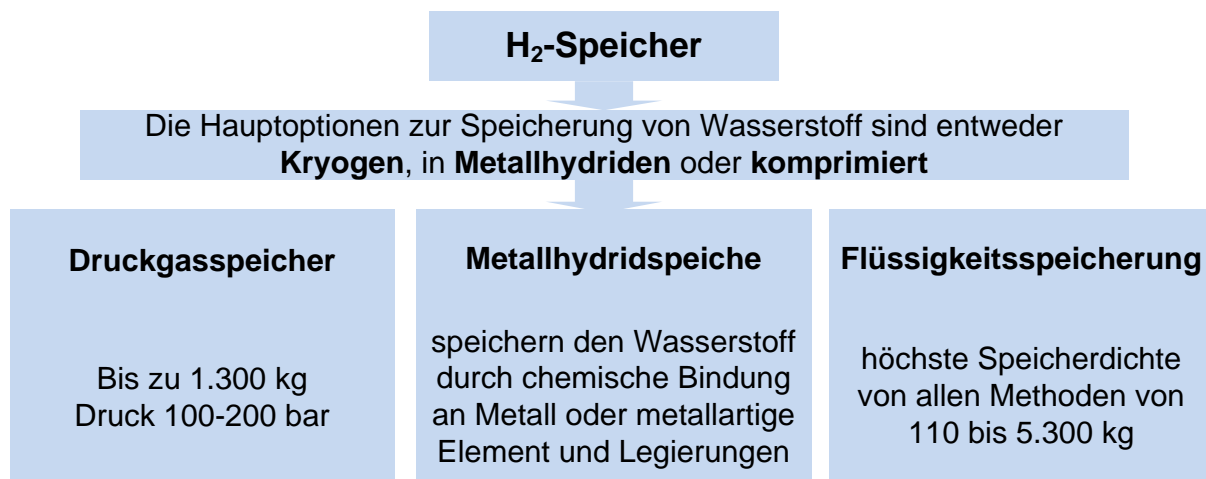 H₂-Speicher
Die Hauptoptionen zur Speicherung von Wasserstoff sind entweder
Kryogen, in Metallhydriden oder komprimiert
Druckgasspeicher
Bis zu 1.300 kg
Druck 100-200 bar
Metallhydridspeiche
speichern den Wasserstoff
durch chemische Bindung
an Metall oder metallartige
Element und Legierungen
Flüssigkeitsspeicherung
höchste Speicherdichte
von allen Methoden von
110 bis 5.300 kg